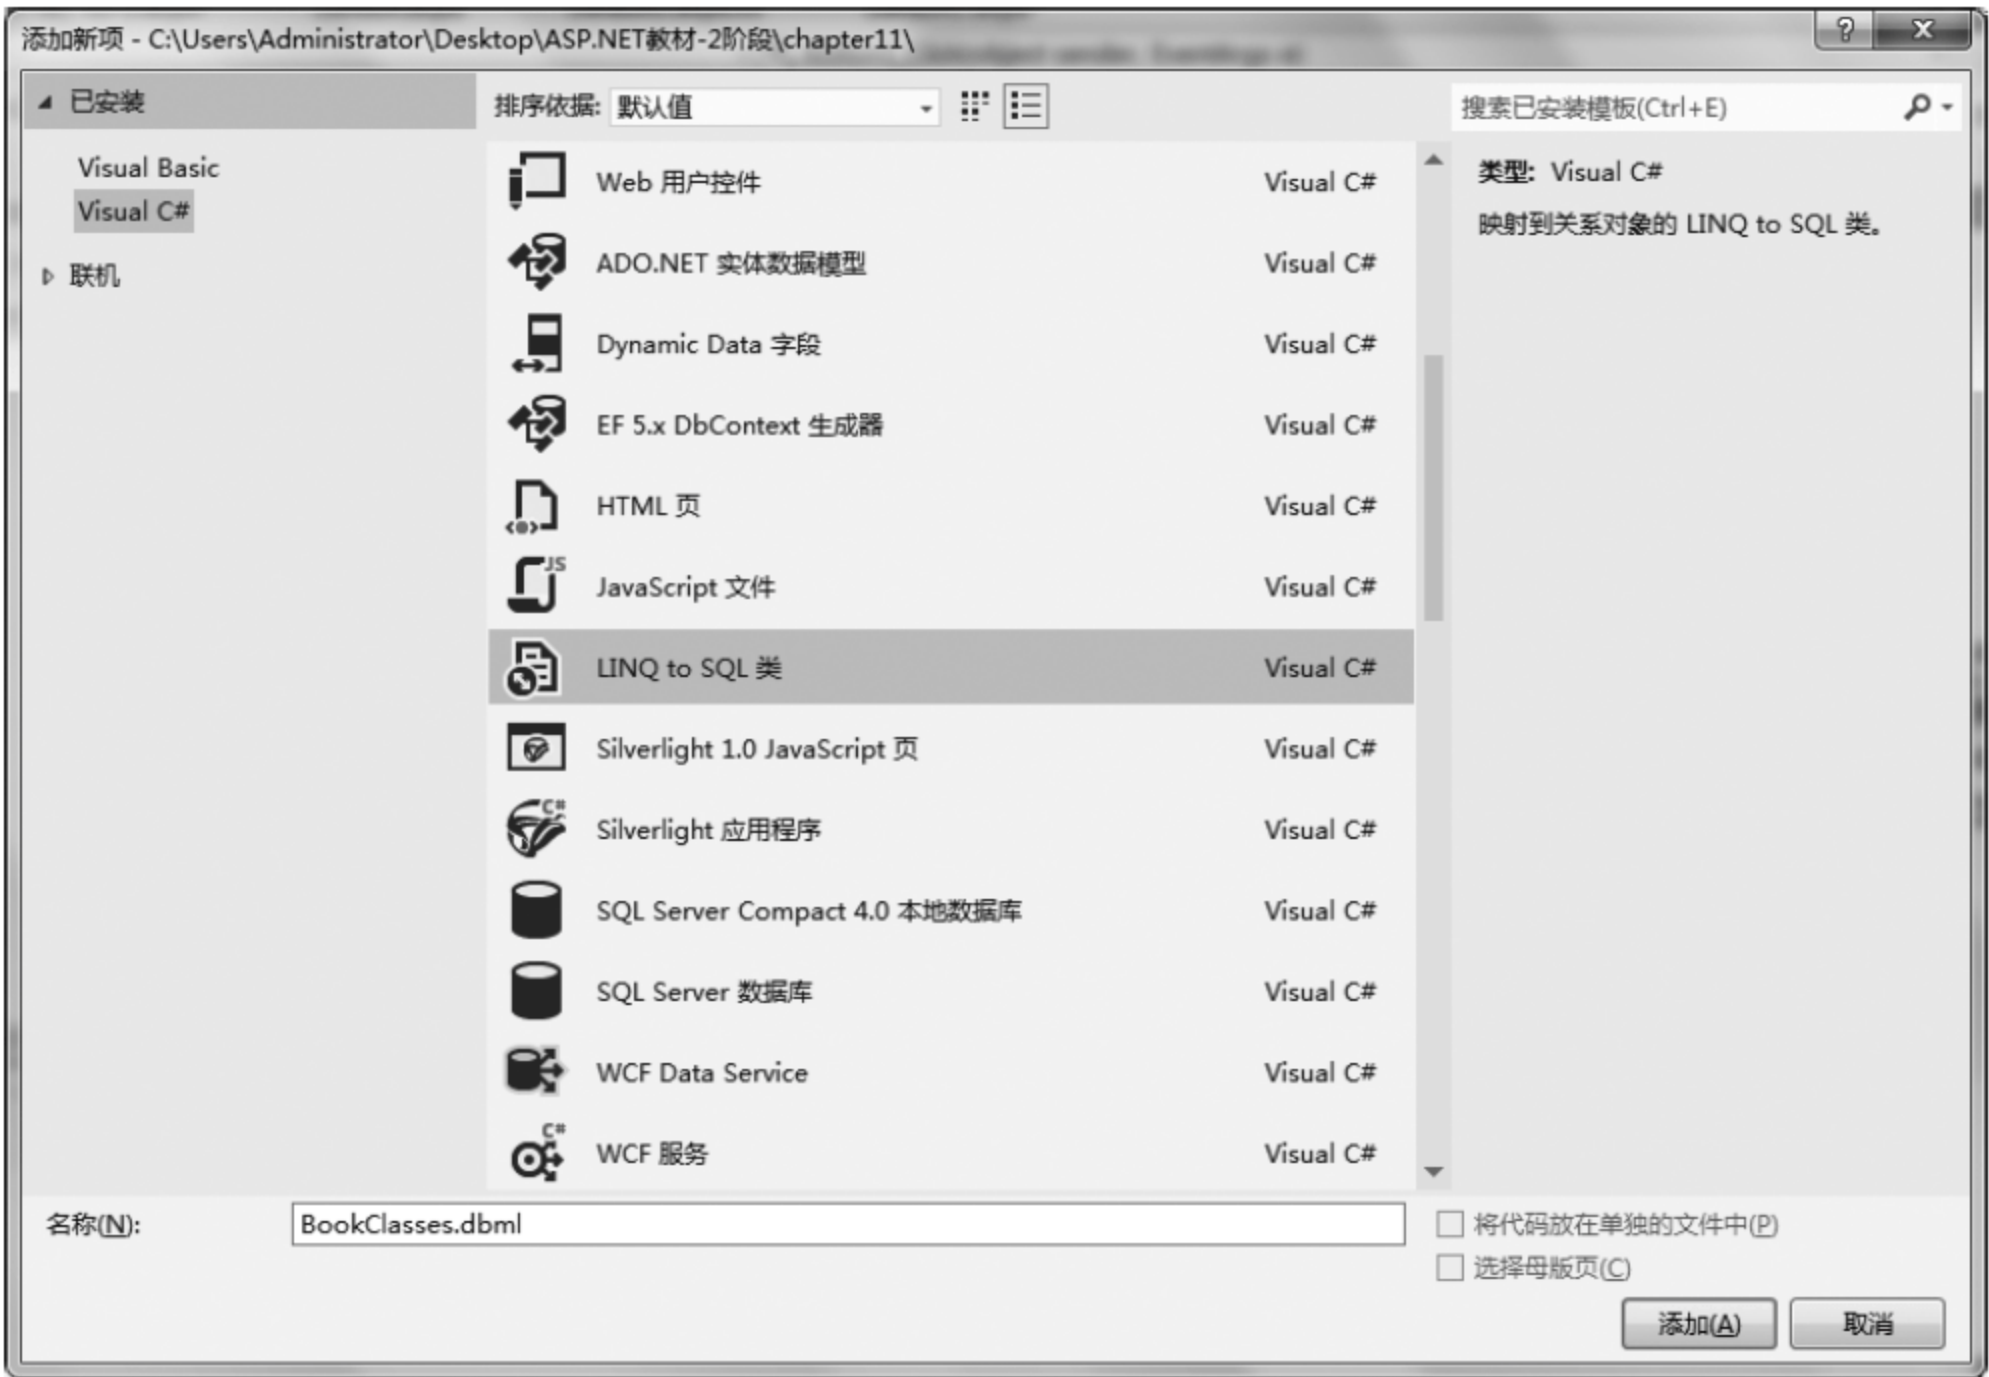 添加新项 - C:\Users\Administrator\Desktop\ASP.NET教材-2阶段\chapter11\
已安装
排序依据: 默认值
搜索已安装模板(Ctrl+E)
Visual Basic
Visual C#
联机
Web 用户控件 Visual C#
ADO.NET 实体数据模型 Visual C#
Dynamic Data 字段 Visual C#
EF 5.x DbContext 生成器 Visual C#
HTML 页 Visual C#
JavaScript 文件 Visual C#
LINQ to SQL 类 Visual C#
Silverlight 1.0 JavaScript 页 Visual C#
Silverlight 应用程序 Visual C#
SQL Server Compact 4.0 本地数据库 Visual C#
SQL Server 数据库 Visual C#
WCF Data Service Visual C#
WCF 服务 Visual C#
类型: Visual C#
映射到关系对象的 LINQ to SQL 类。
名称(N): BookClasses.dbml
将代码放在单独的文件中(P)
选择母版页(C)
添加(A) 取消